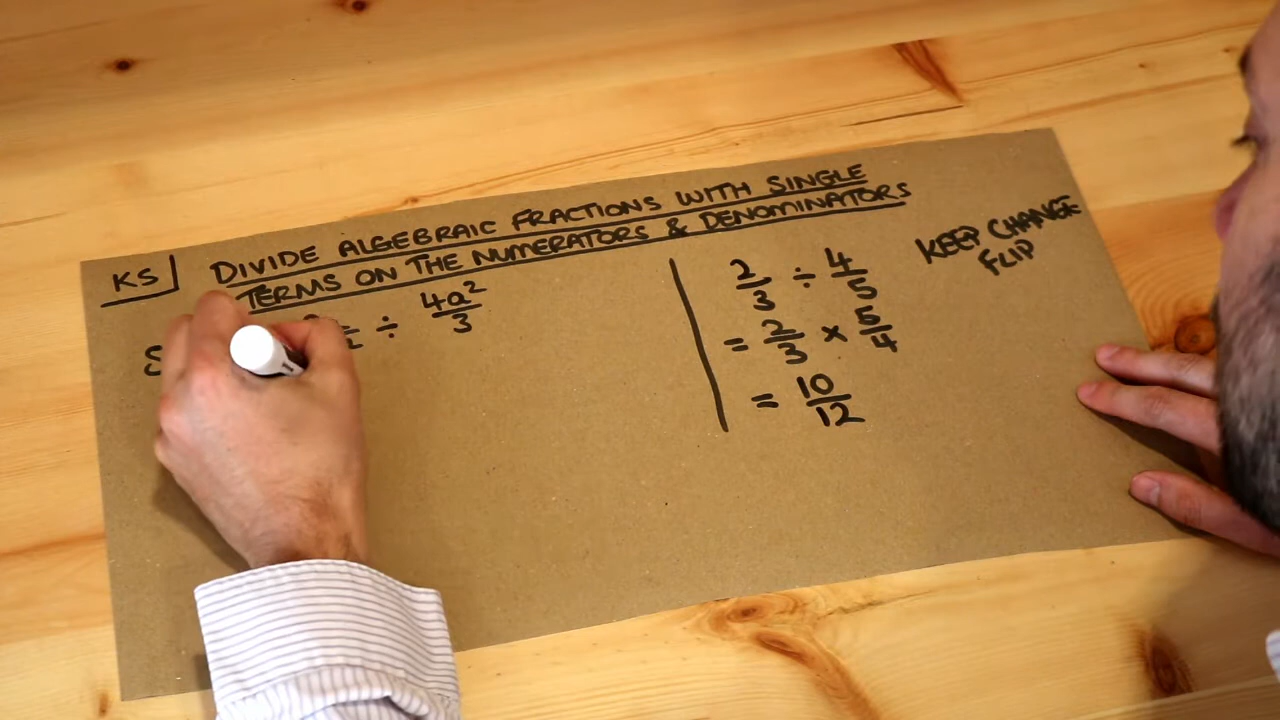 KS
DIVIDE ALGEBRAIC FRACTIONS WITH SINGLE
TERMS ON THE NUMERATORS & DENOMINATORS
÷ 4a²/3
2/3 ÷ 4/5
= 2/3 × 5/4
= 10/12
KEEP CHANGE
FLIP